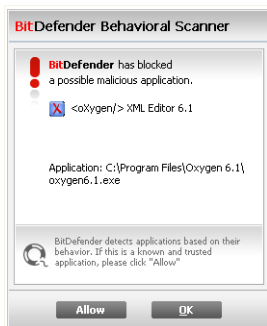 BitDefender Behavioral Scanner
BitDefender has blocked
a possible malicious application.
<oXygen/> XML Editor 6.1
Application: C:\Program Files\Oxygen 6.1\
oxygen6.1.exe
BitDefender detects applications based on their
behavior. If this is a known and trusted
application, please click "Allow"
Allow
OK